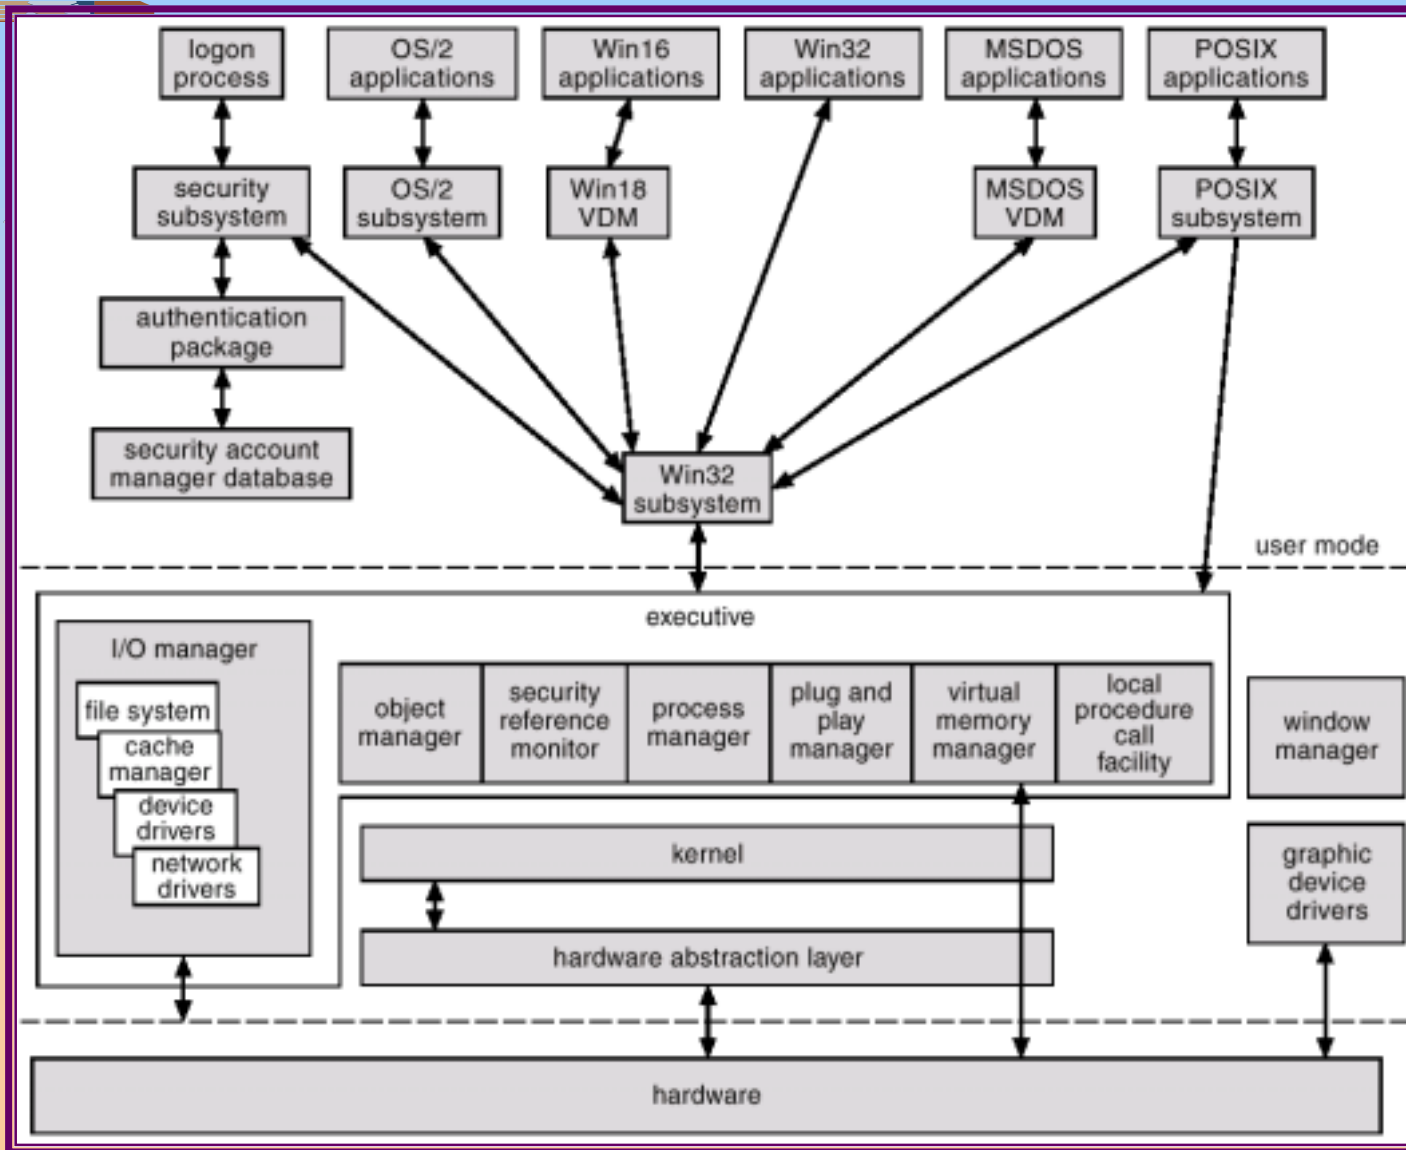 logon
process
OS/2
applications
Win16
applications
Win32
applications
MSDOS
applications
POSIX
applications
security
subsystem
OS/2
subsystem
Win18
VDM
MSDOS
VDM
POSIX
subsystem
authentication
package
security account
manager database
Win32
subsystem
user mode
executive
I/O manager
file system
cache
manager
device
drivers
network
drivers
object
manager
security
reference
monitor
process
manager
plug and
play
manager
virtual
memory
manager
local
procedure
call
facility
window
manager
kernel
graphic
device
drivers
hardware abstraction layer
hardware